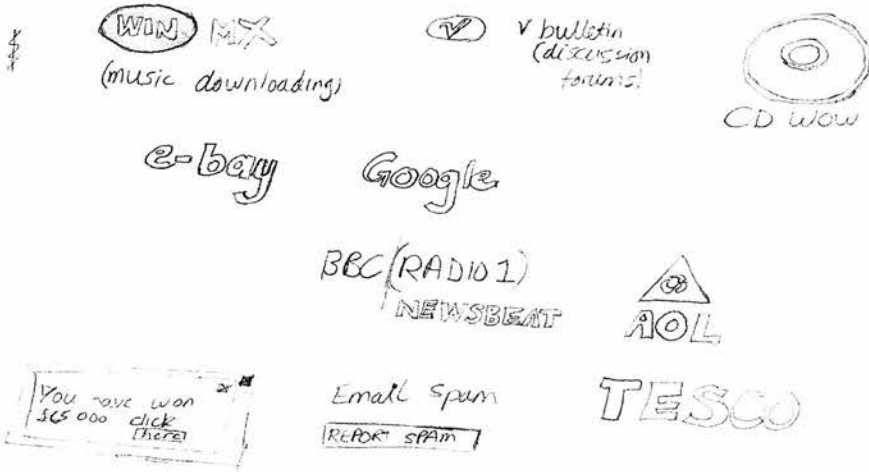 WIN MX
(music downloading)
V
v bulletin
(discussion
forums)
CD WOW
e-bay
Google
BBC (RADIO 1)
NEWSBEAT
AOL
You have won
$65 000 click
here
Email spam
REPORT SPAM
TESCO